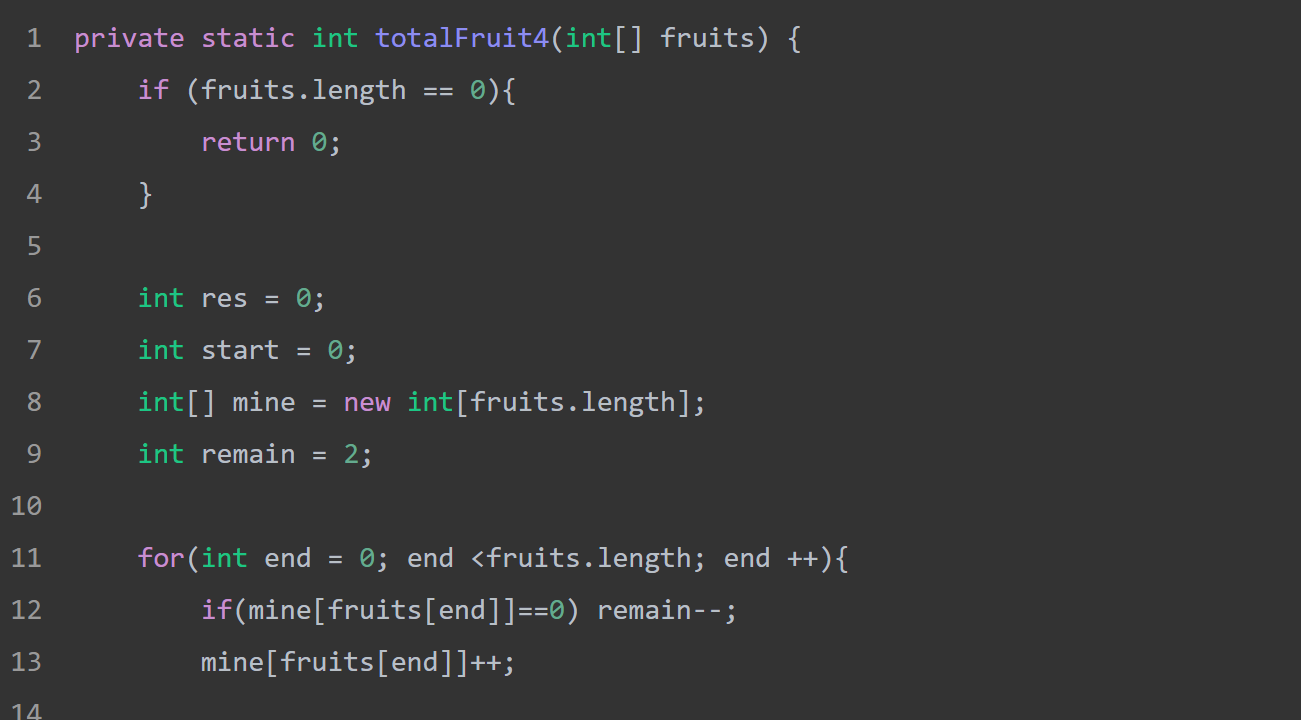 1 private static int totalFruit4(int[] fruits) {
2     if (fruits.length == 0){
3         return 0;
4     }
5
6     int res = 0;
7     int start = 0;
8     int[] mine = new int[fruits.length];
9     int remain = 2;
10
11     for(int end = 0; end <fruits.length; end ++){
12         if(mine[fruits[end]]==0) remain--;
13         mine[fruits[end]]++;
14